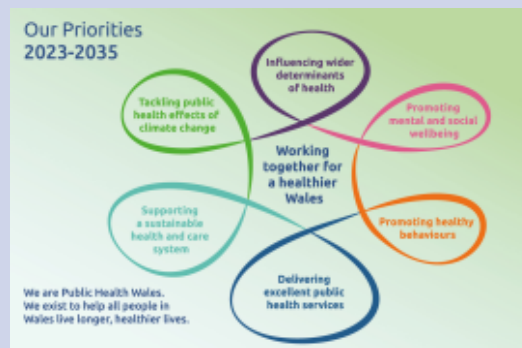 Our Priorities
2023-2035
Influencing wider
determinants
of health
Tackling public
health effects of
climate change
Promoting
mental and social
wellbeing
Working
together for
a healthier
Wales
Supporting
a sustainable
health and care
system
Promoting healthy
behaviours
Delivering
excellent public
health services
We are Public Health Wales.
We exist to help all people in
Wales live longer, healthier lives.